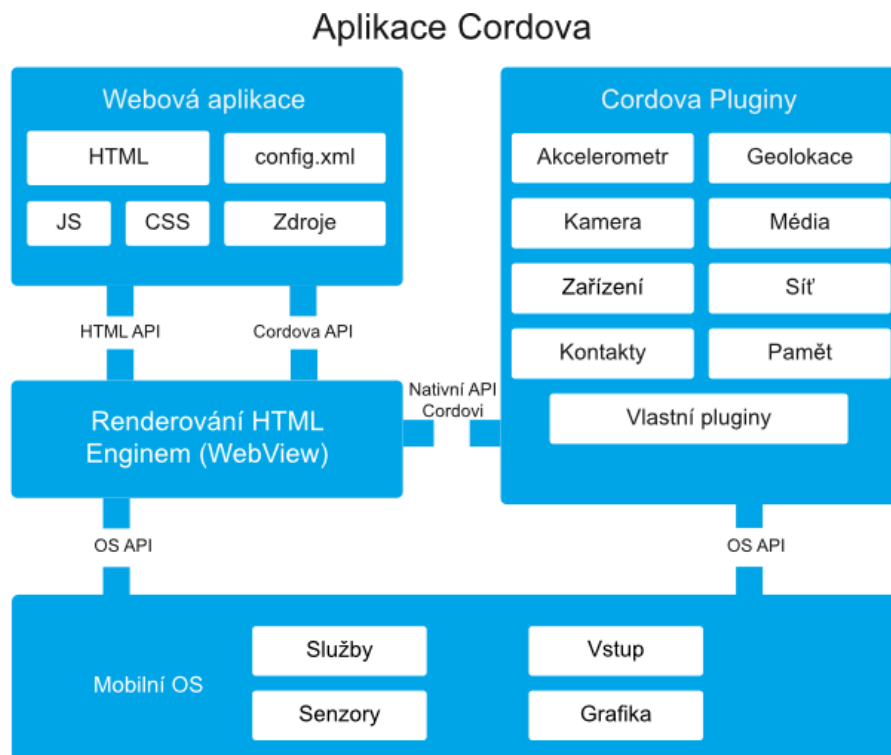 Aplikace Cordova
Webová aplikace
HTML
config.xml
JS
CSS
Zdroje
HTML API
Cordova API
Renderování HTML
Enginem (WebView)
Nativní API
Cordovi
Cordova Pluginy
Akcelerometr
Geolokace
Kamera
Média
Zařízení
Síť
Kontakty
Pamět
Vlastní pluginy
OS API
OS API
Mobilní OS
Služby
Vstup
Senzory
Grafika